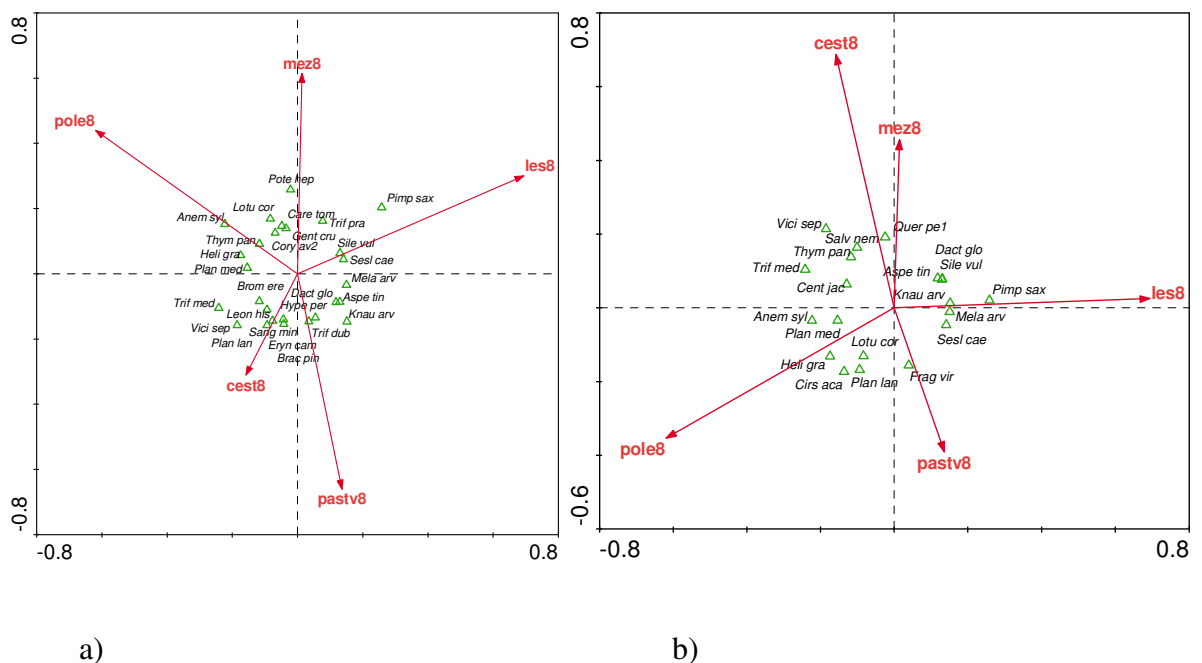 0.8
mez8
pole8
les8
Pote hep
Pimp sax
Lotu cor
Care tom
Anem syl
Trif pra
Gent cru
Thym pan
Cory av2
Sile vul
Heli gra
Sesl cae
Plan med
Mela arv
Brom ere
Dact glo
Aspe tin
Trif med
Hype per
Leon his
Knau arv
Vici sep
Sang min
Trif dub
Plan lan
Eryn cam
Brac pin
cest8
pastv8
-0.8
-0.8
0.8
a)
0.8
cest8
mez8
Vici sep
Quer pe1
Salv nem
Dact glo
Thym pan
Sile vul
Trif med
Aspe tin
Cent jac
les8
Knau arv
Pimp sax
Anem syl
Mela arv
Plan med
Sesl cae
Lotu cor
Heli gra
Frag vir
Cirs aca
Plan lan
pole8
pastv8
-0.6
-0.8
0.8
b)